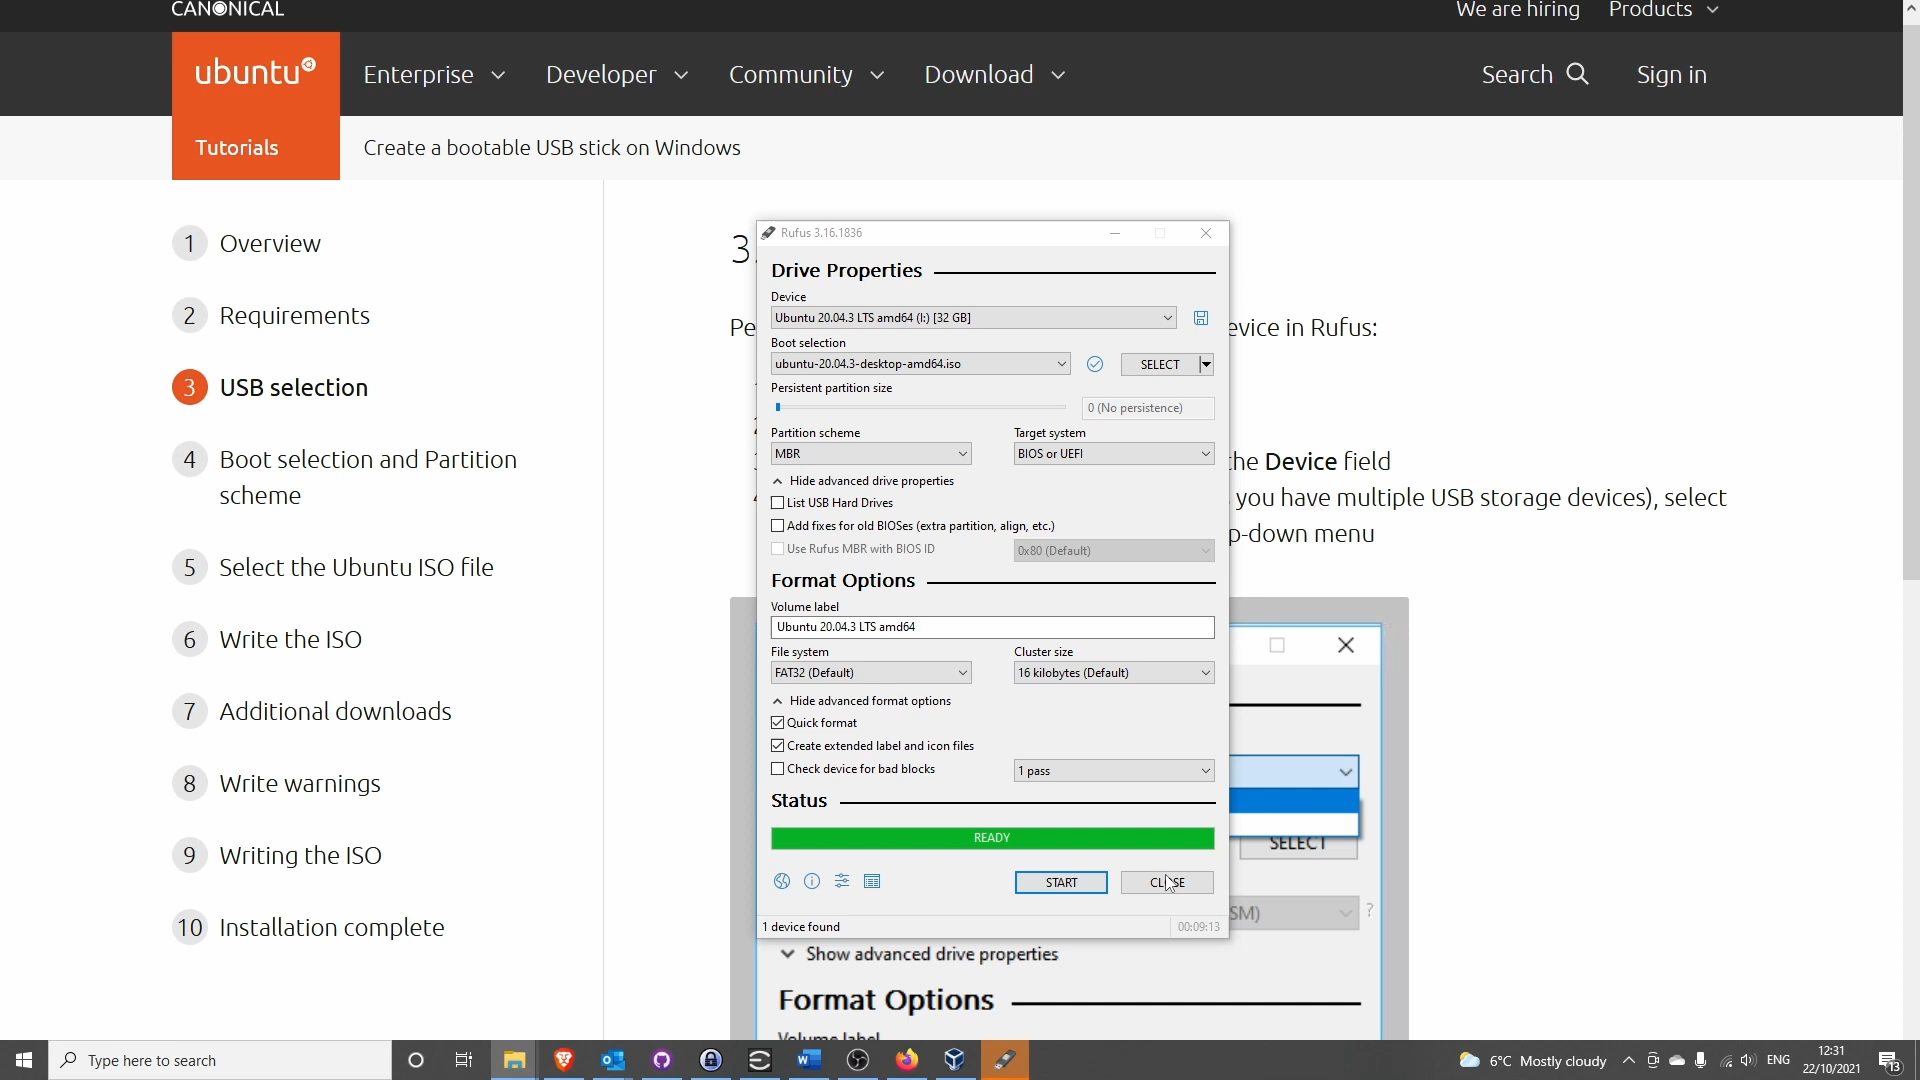 CANONICAL
We are hiring
Products
ubuntu
Enterprise
Developer
Community
Download
Search
Sign in
Tutorials
Create a bootable USB stick on Windows
1 Overview
2 Requirements
3 USB selection
4 Boot selection and Partition
scheme
5 Select the Ubuntu ISO file
6 Write the ISO
7 Additional downloads
8 Write warnings
9 Writing the ISO
10 Installation complete
3.
Pe
evice in Rufus:
the Device field
you have multiple USB storage devices), select
p-down menu
Rufus 3.16.1836
Drive Properties
Device
Ubuntu 20.04.3 LTS amd64 (I:) [32 GB]
Boot selection
ubuntu-20.04.3-desktop-amd64.iso
SELECT
Persistent partition size
0 (No persistence)
Partition scheme
Target system
MBR
BIOS or UEFI
Hide advanced drive properties
List USB Hard Drives
Add fixes for old BIOSes (extra partition, align, etc.)
Use Rufus MBR with BIOS ID
0x80 (Default)
Format Options
Volume label
Ubuntu 20.04.3 LTS amd64
File system
Cluster size
FAT32 (Default)
16 kilobytes (Default)
Hide advanced format options
Quick format
Create extended label and icon files
Check device for bad blocks
1 pass
Status
READY
START
CLOSE
1 device found
00:09:13
SELECT
SM)
?
Show advanced drive properties
Format Options
Volume label
Type here to search
6°C Mostly cloudy
ENG
12:31
22/10/2021
13